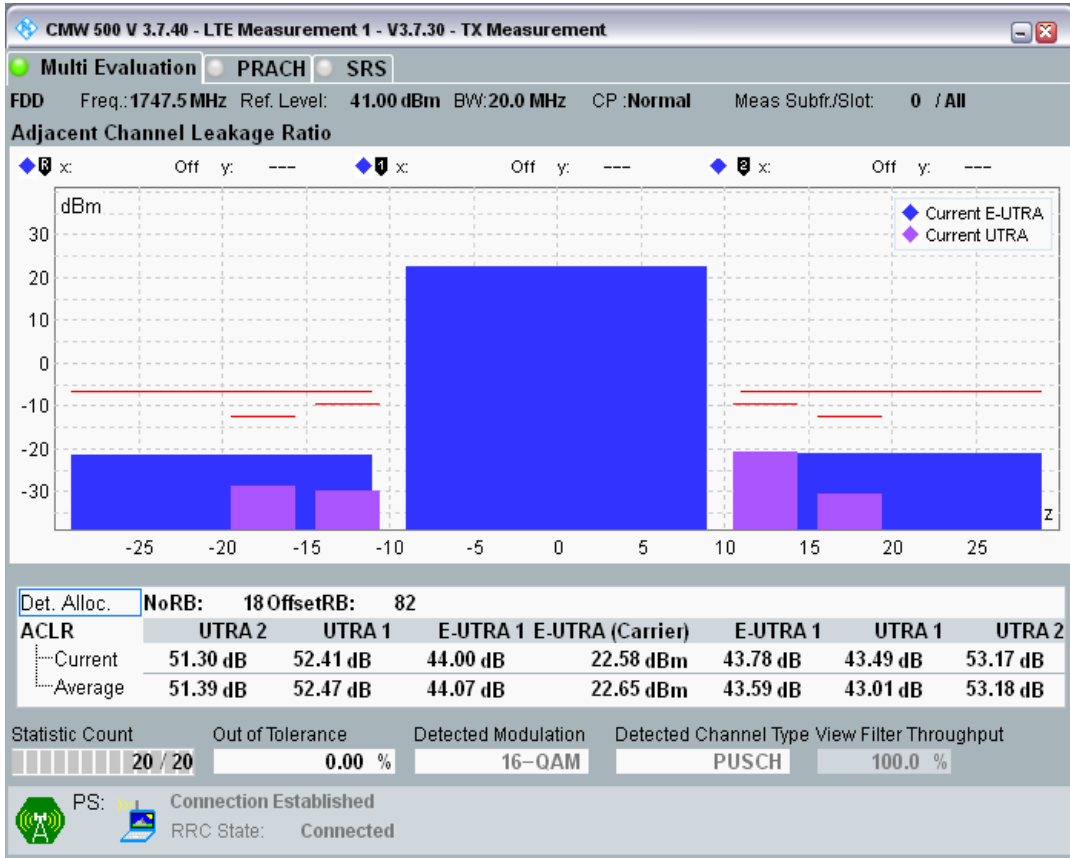 CMW 500 V 3.7.40 - LTE Measurement 1 - V3.7.30 - TX Measurement
Multi Evaluation PRACH SRS
FDD Freq.:1747.5 MHz Ref. Level: 41.00 dBm BW:20.0 MHz CP :Normal Meas Subfr./Slot: 0 / All
Adjacent Channel Leakage Ratio
R x: Off y: --- 1 x: Off y: --- 2 x: Off y: ---
dBm
Current E-UTRA
Current UTRA
30
20
10
0
-10
-20
-30
z
-25 -20 -15 -10 -5 0 5 10 15 20 25
Det. Alloc. NoRB: 18 OffsetRB: 82
ACLR UTRA 2 UTRA 1 E-UTRA 1 E-UTRA (Carrier) E-UTRA 1 UTRA 1 UTRA 2
Current 51.30 dB 52.41 dB 44.00 dB 22.58 dBm 43.78 dB 43.49 dB 53.17 dB
Average 51.39 dB 52.47 dB 44.07 dB 22.65 dBm 43.59 dB 43.01 dB 53.18 dB
Statistic Count Out of Tolerance Detected Modulation Detected Channel Type View Filter Throughput
20 / 20 0.00 % 16-QAM PUSCH 100.0 %
PS: Connection Established
RRC State: Connected